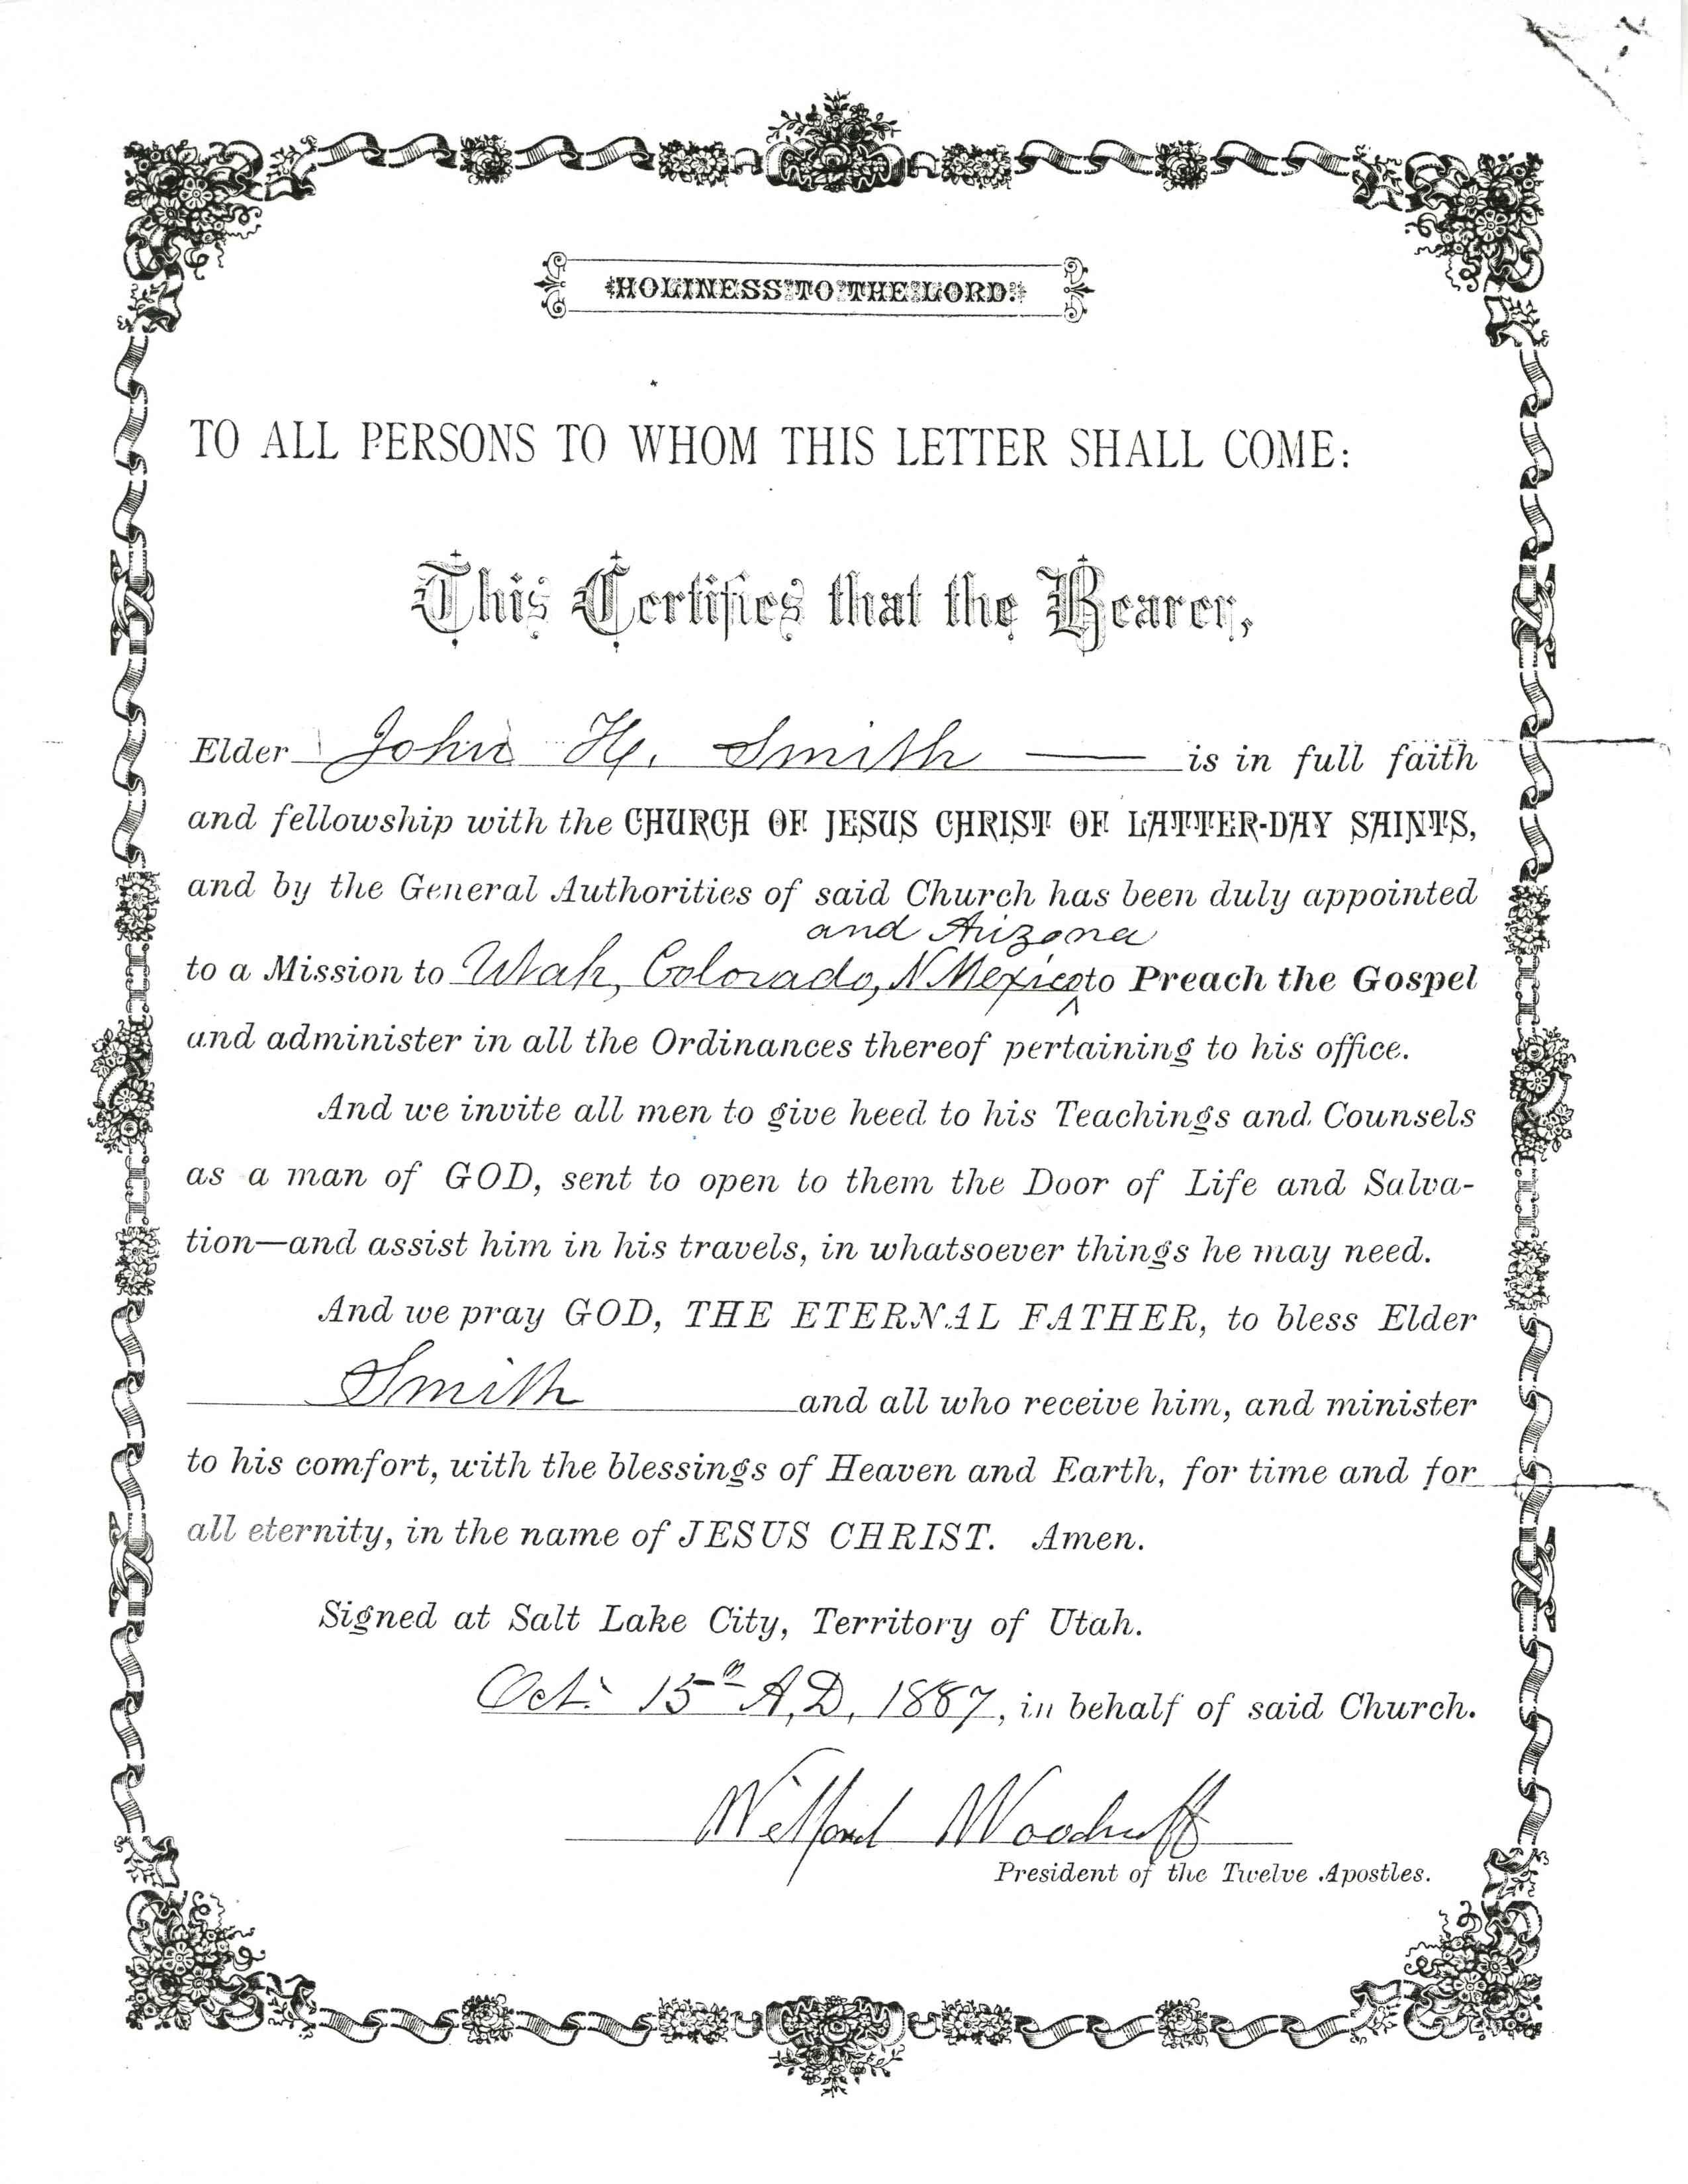 HOLINESS TO THE LORD.
TO ALL PERSONS TO WHOM THIS LETTER SHALL COME:
This Certifies that the Bearer,
Elder John H. Smith — is in full faith
and fellowship with the CHURCH OF JESUS CHRIST OF LATTER-DAY SAINTS,
and by the General Authorities of said Church has been duly appointed
and Arizona
to a Mission to Utah, Colorado, N Mexico ^ to Preach the Gospel
and administer in all the Ordinances thereof pertaining to his office.
And we invite all men to give heed to his Teachings and Counsels
as a man of GOD, sent to open to them the Door of Life and Salva-
tion—and assist him in his travels, in whatsoever things he may need.
And we pray GOD, THE ETERNAL FATHER, to bless Elder
Smith and all who receive him, and minister
to his comfort, with the blessings of Heaven and Earth, for time and for
all eternity, in the name of JESUS CHRIST. Amen.
Signed at Salt Lake City, Territory of Utah.
Oct. 15th A.D. 1887, in behalf of said Church.
Wilford Woodruff
President of the Twelve Apostles.